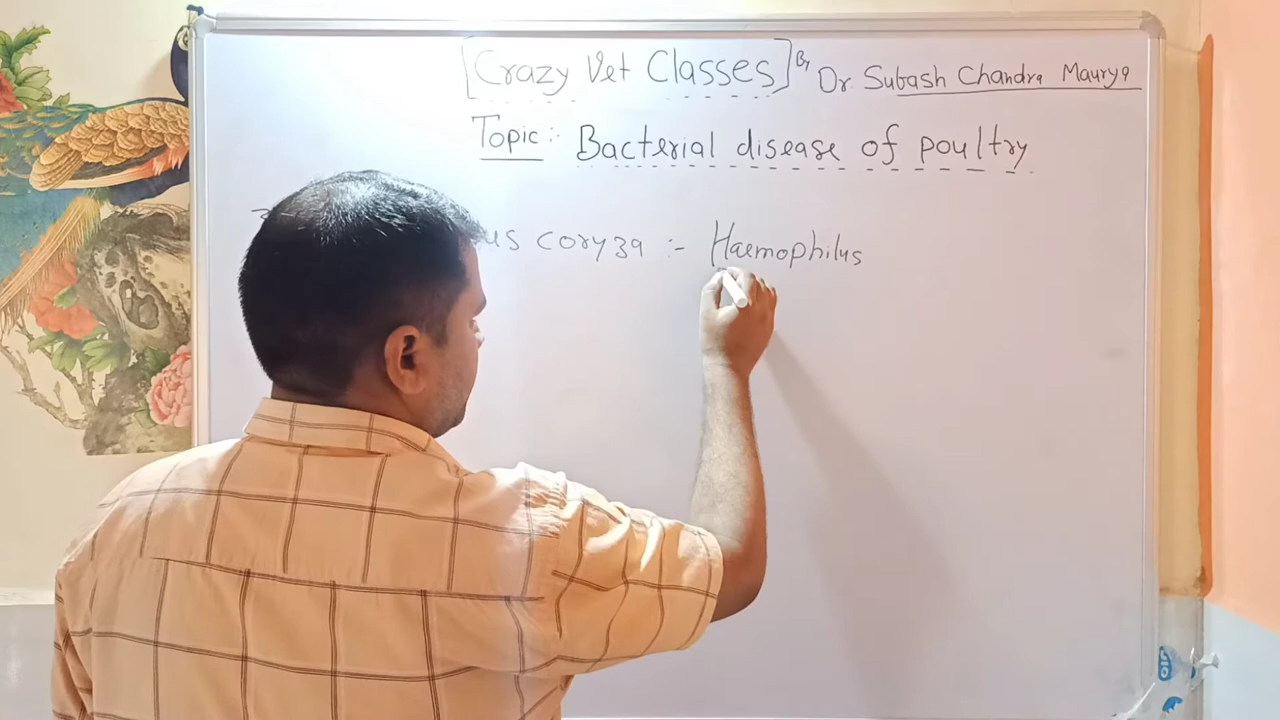 [Crazy Vet Classes] By Dr. Subash Chandra Maurya
Topic:- Bacterial disease of poultry
us coryza :- Haemophilus